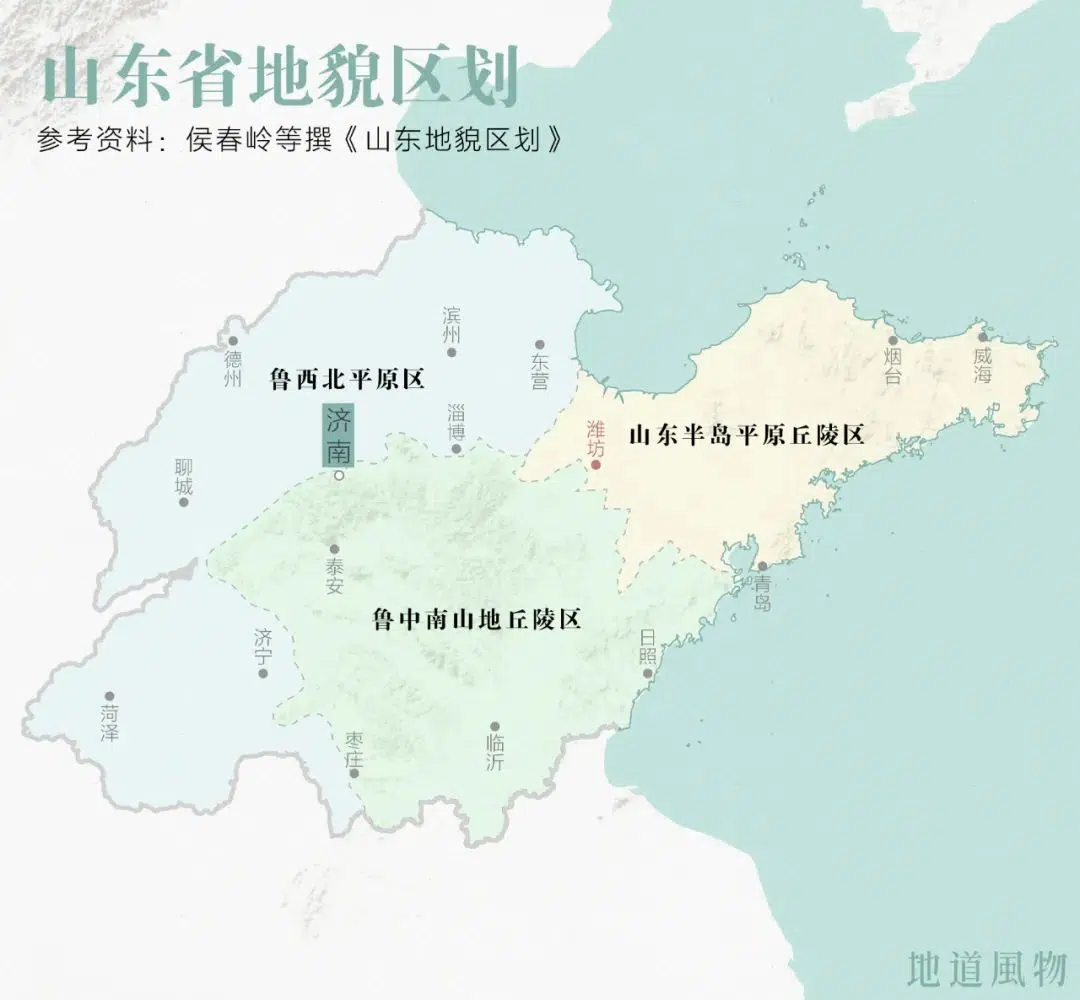 山东省地貌区划
参考资料：侯春岭等撰《山东地貌区划》
滨州
德州
东营
鲁西北平原区
烟台
威海
济南
淄博
潍坊
山东半岛平原丘陵区
聊城
泰安
青岛
鲁中南山地丘陵区
济宁
日照
菏泽
枣庄
临沂
地道風物